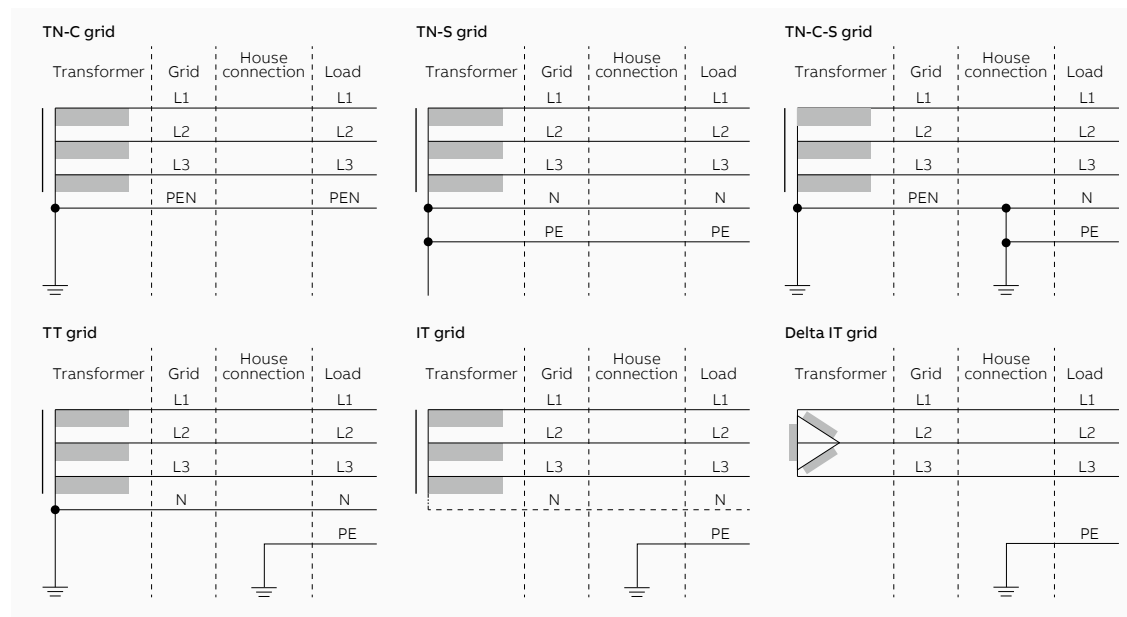 TN-C grid
Transformer Grid House connection Load
L1 L1
L2 L2
L3 L3
PEN PEN
TN-S grid
Transformer Grid House connection Load
L1 L1
L2 L2
L3 L3
N N
PE PE
TN-C-S grid
Transformer Grid House connection Load
L1 L1
L2 L2
L3 L3
PEN N
PE
TT grid
Transformer Grid House connection Load
L1 L1
L2 L2
L3 L3
N N
PE
IT grid
Transformer Grid House connection Load
L1 L1
L2 L2
L3 L3
N N
PE
Delta IT grid
Transformer Grid House connection Load
L1 L1
L2 L2
L3 L3
PE